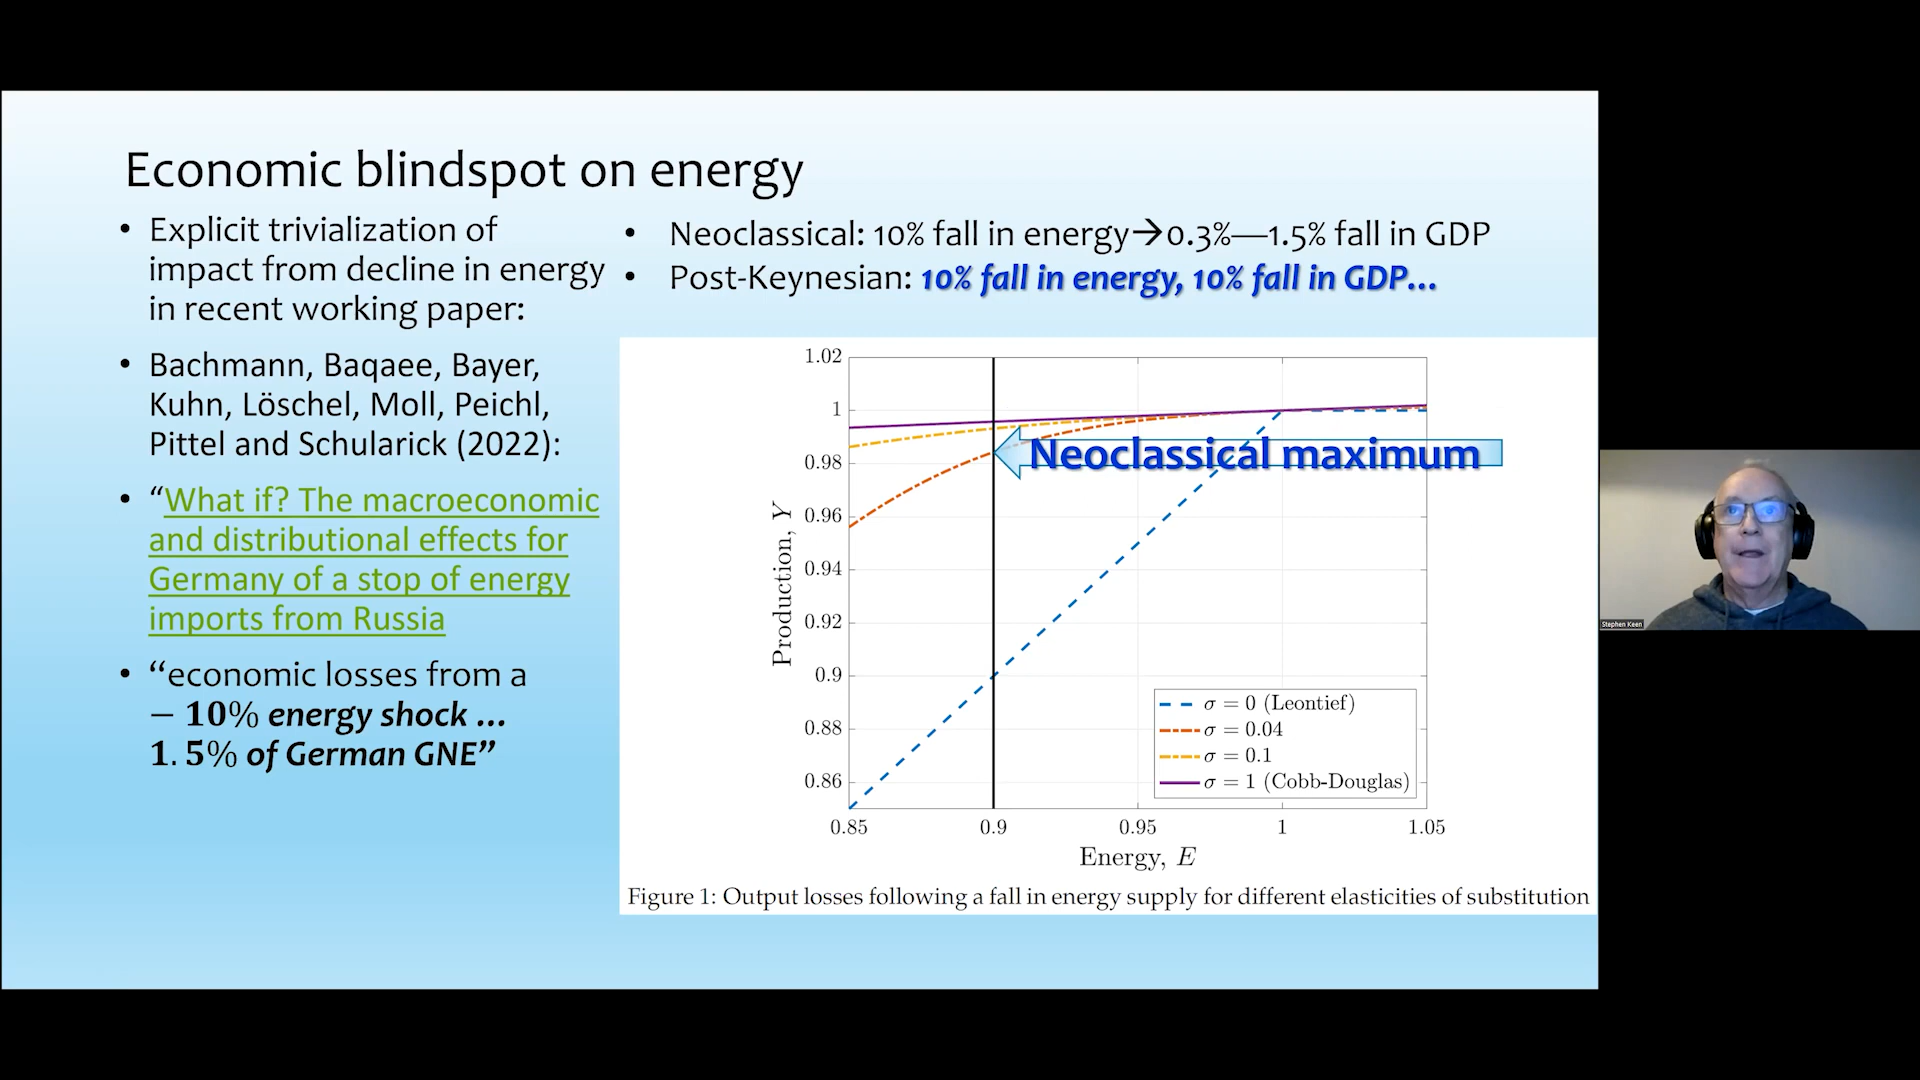 Economic blindspot on energy
• Explicit trivialization of
impact from decline in energy
in recent working paper:
• Bachmann, Baqaee, Bayer,
Kuhn, Löschel, Moll, Peichl,
Pittel and Schularick (2022):
• “What if? The macroeconomic
and distributional effects for
Germany of a stop of energy
imports from Russia
• “economic losses from a
− 10% energy shock ...
1.5% of German GNE”
• Neoclassical: 10% fall in energy→0.3%—1.5% fall in GDP
• Post-Keynesian: 10% fall in energy, 10% fall in GDP...
1.02
1
0.98
0.96
0.94
0.92
0.9
0.88
0.86
Production, Y
Neoclassical maximum
σ = 0 (Leontief)
σ = 0.04
σ = 0.1
σ = 1 (Cobb-Douglas)
0.85 0.9 0.95 1 1.05
Energy, E
Figure 1: Output losses following a fall in energy supply for different elasticities of substitution
Stephen Keen